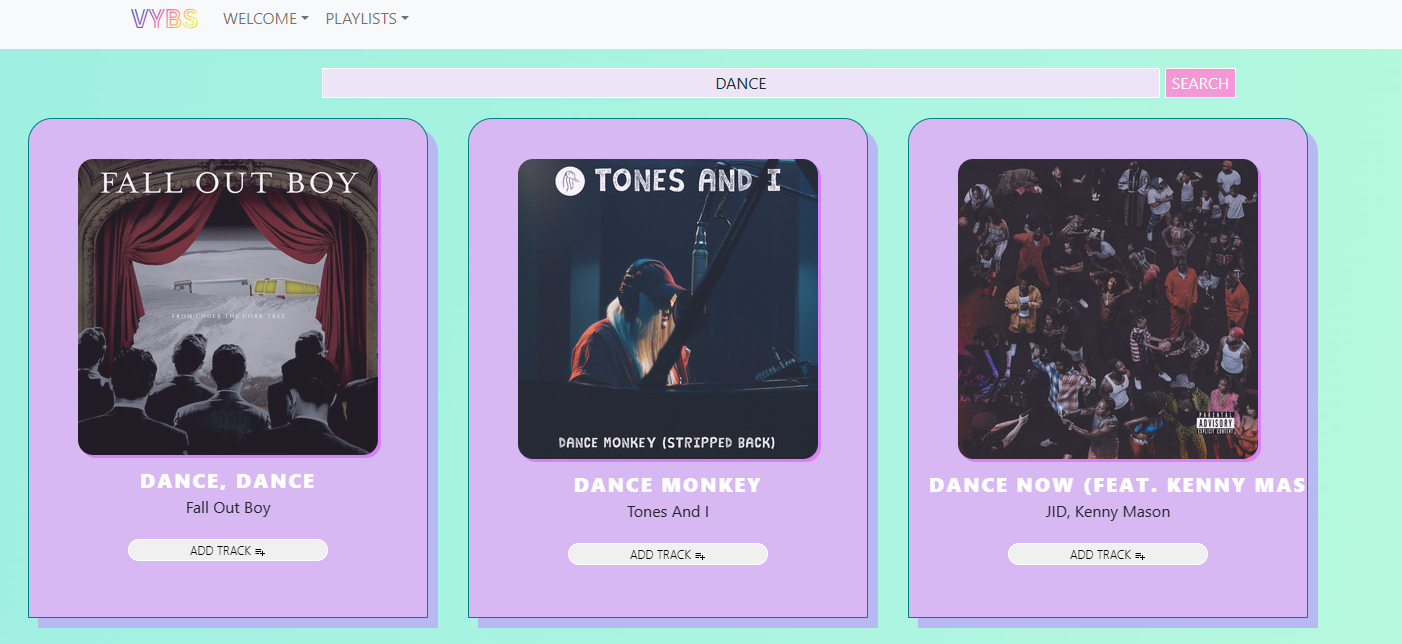 VYBS WELCOME PLAYLISTS
DANCE SEARCH
FALL OUT BOY
FROM UNDER THE CORK TREE
DANCE, DANCE
Fall Out Boy
ADD TRACK
TONES AND I
DANCE MONKEY (STRIPPED BACK)
DANCE MONKEY
Tones And I
ADD TRACK
PARENTAL
ADVISORY
EXPLICIT CONTENT
DANCE NOW (FEAT. KENNY MAS
JID, Kenny Mason
ADD TRACK